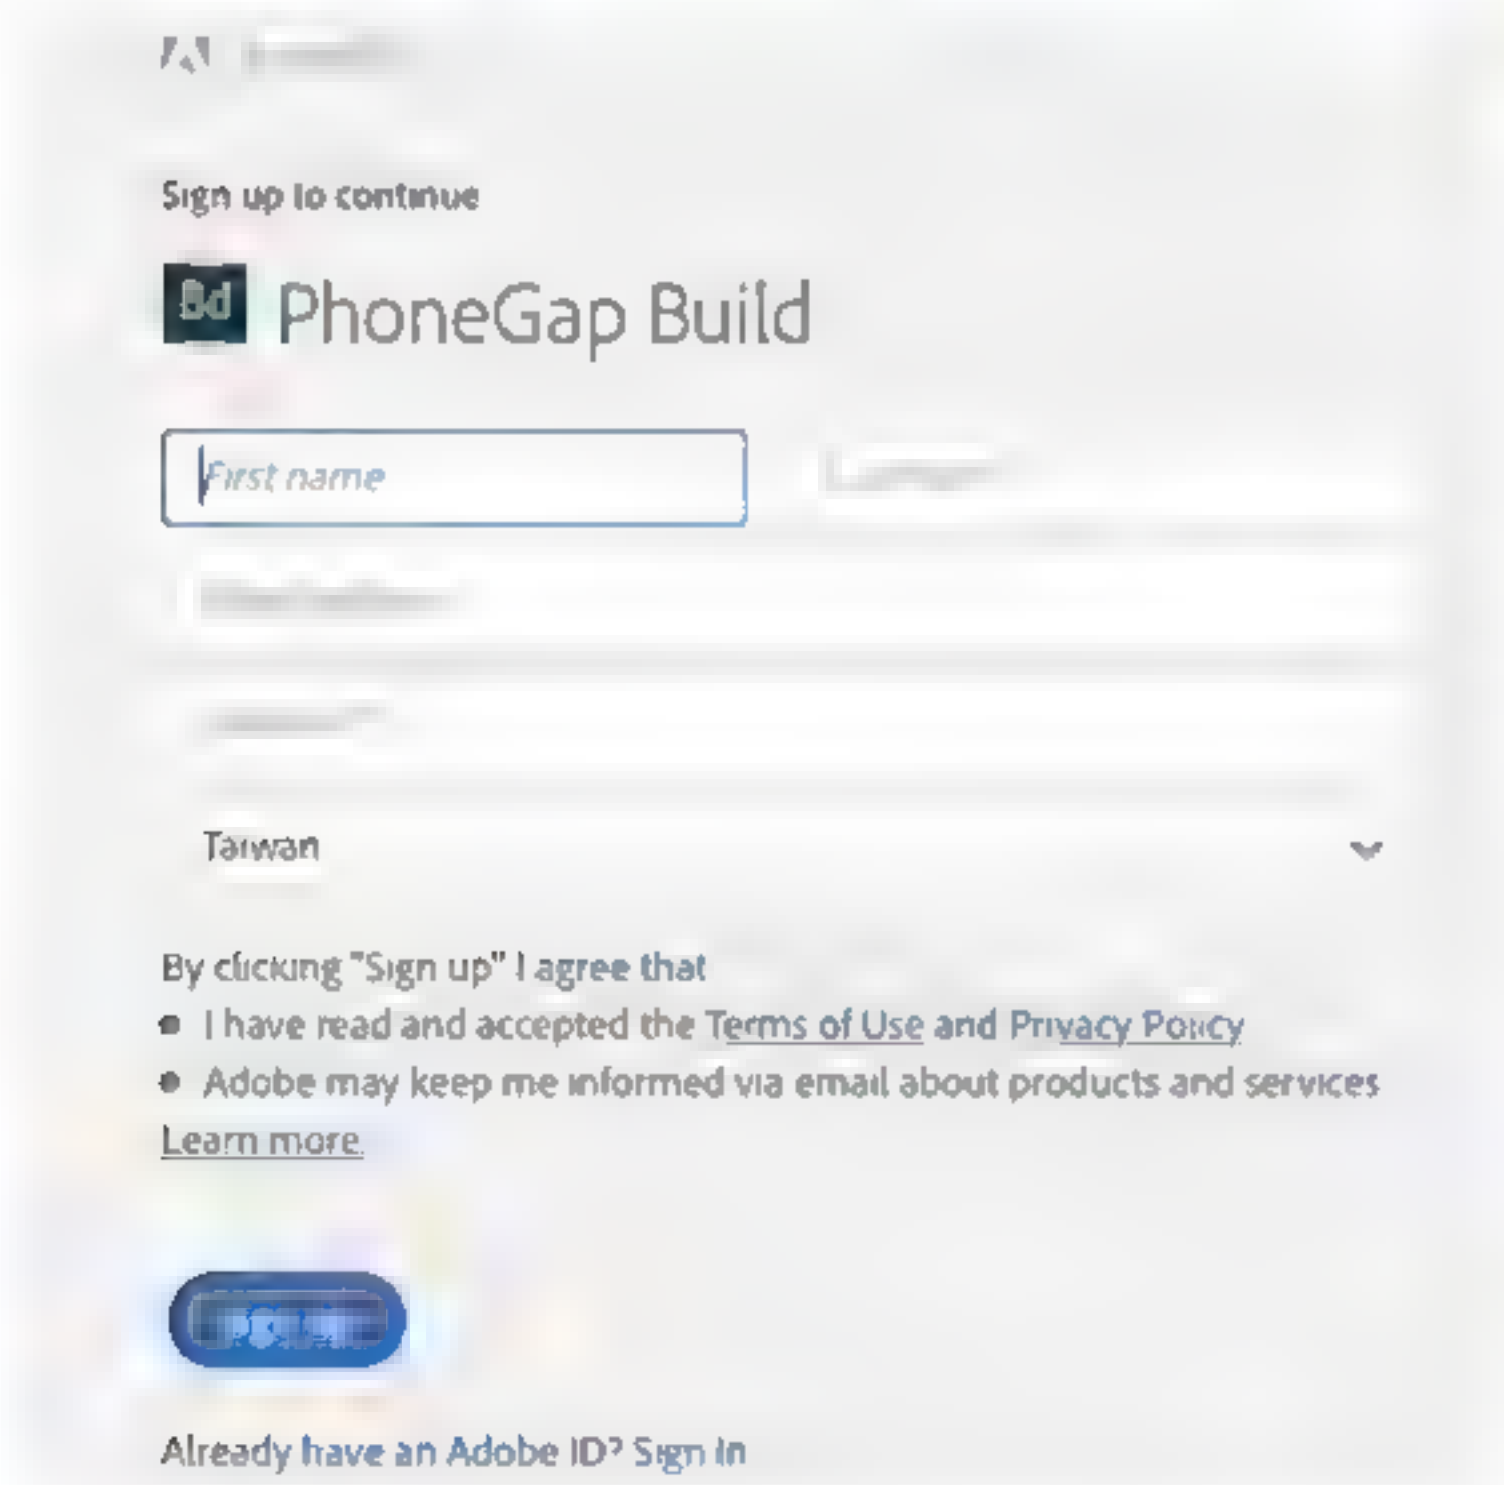 Sign up to continue
Bd PhoneGap Build
First name
Taiwan
By clicking "Sign up" I agree that
• I have read and accepted the Terms of Use and Privacy Policy
• Adobe may keep me informed via email about products and services
Learn more.
Already have an Adobe ID? Sign in